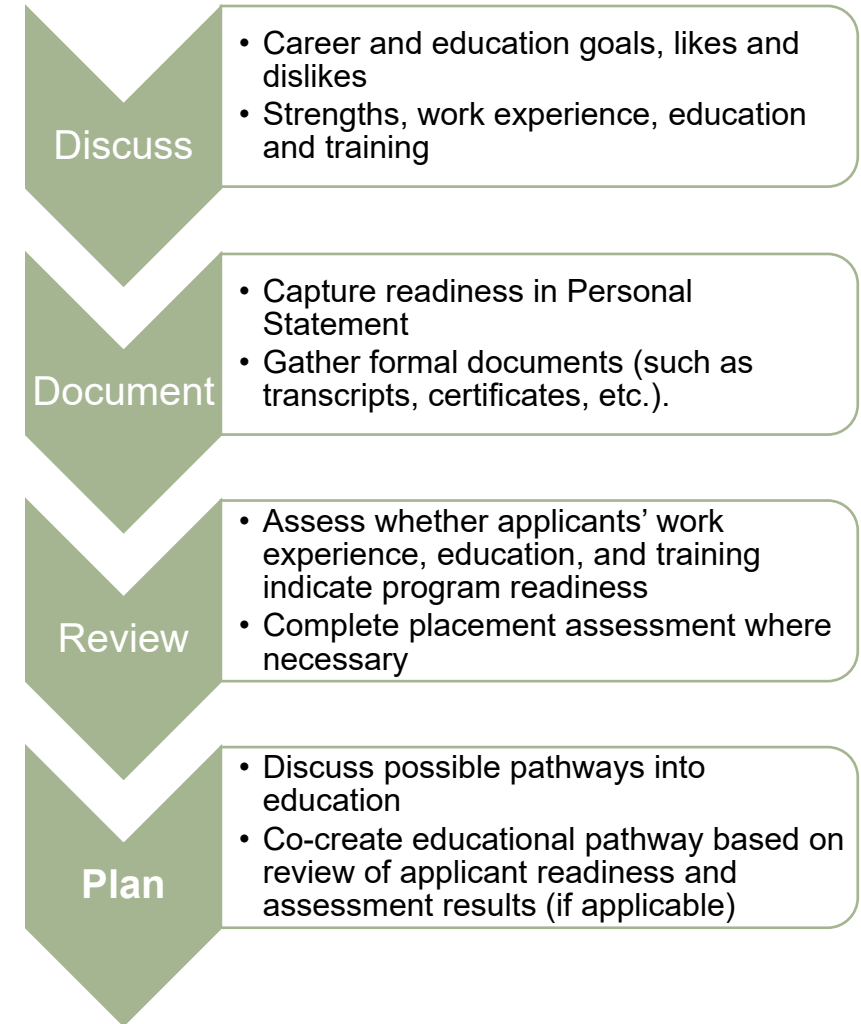 Discuss
• Career and education goals, likes and
dislikes
• Strengths, work experience, education
and training
Document
• Capture readiness in Personal
Statement
• Gather formal documents (such as
transcripts, certificates, etc.).
Review
• Assess whether applicants’ work
experience, education, and training
indicate program readiness
• Complete placement assessment where
necessary
Plan
• Discuss possible pathways into
education
• Co-create educational pathway based on
review of applicant readiness and
assessment results (if applicable)